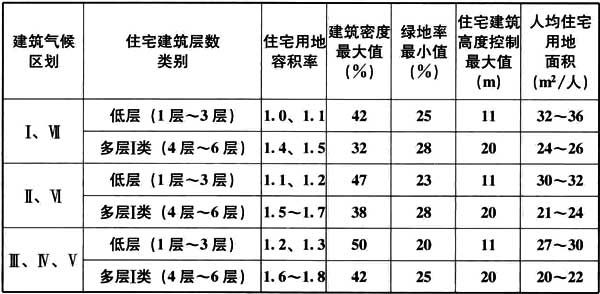 建筑气候区划 住宅建筑层数类别 住宅用地容积率 建筑密度最大值(%) 绿地率最小值(%) 住宅建筑高度控制最大值(m) 人均住宅用地面积(m²/人)
Ⅰ、Ⅶ 低层(1层～3层) 1.0、1.1 42 25 11 32～36
多层Ⅰ类(4层～6层) 1.4、1.5 32 28 20 24～26
Ⅱ、Ⅵ 低层(1层～3层) 1.1、1.2 47 23 11 30～32
多层Ⅰ类(4层～6层) 1.5～1.7 38 28 20 21～24
Ⅲ、Ⅳ、Ⅴ 低层(1层～3层) 1.2、1.3 50 20 11 27～30
多层Ⅰ类(4层～6层) 1.6～1.8 42 25 20 20～22